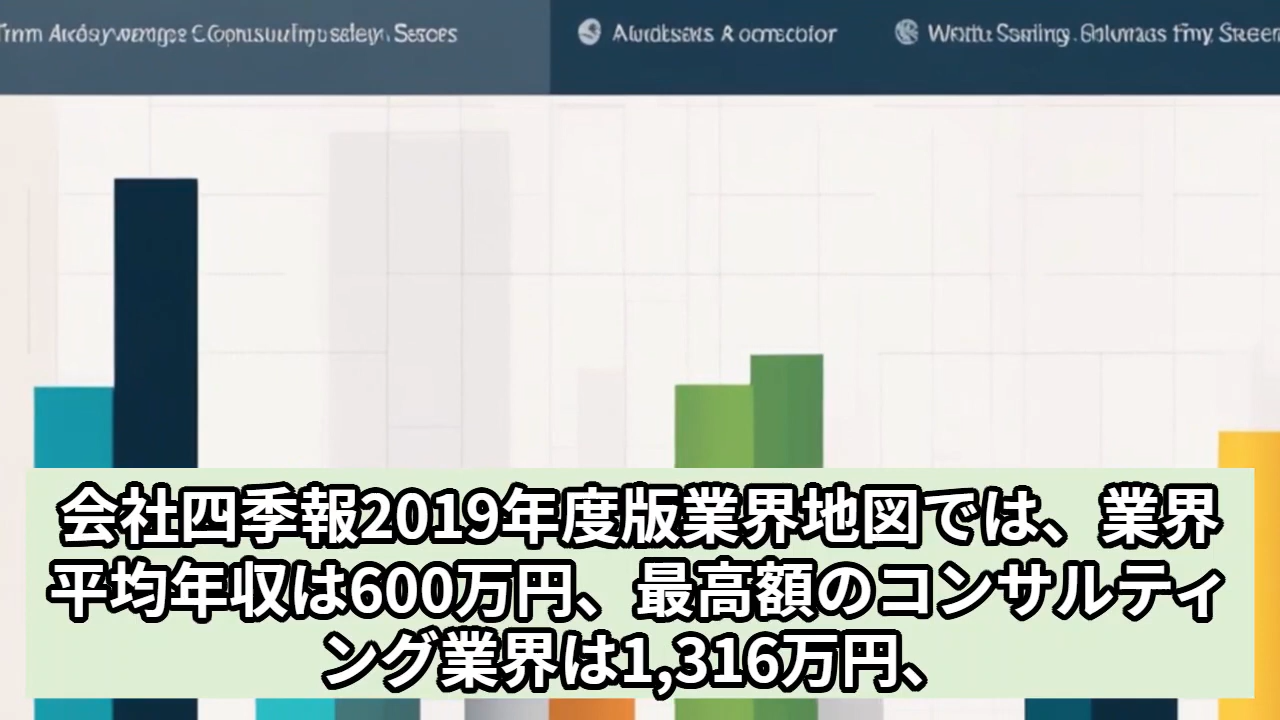 会社四季報2019年度版業界地図では、業界
平均年収は600万円、最高額のコンサルティ
ング業界は1,316万円、